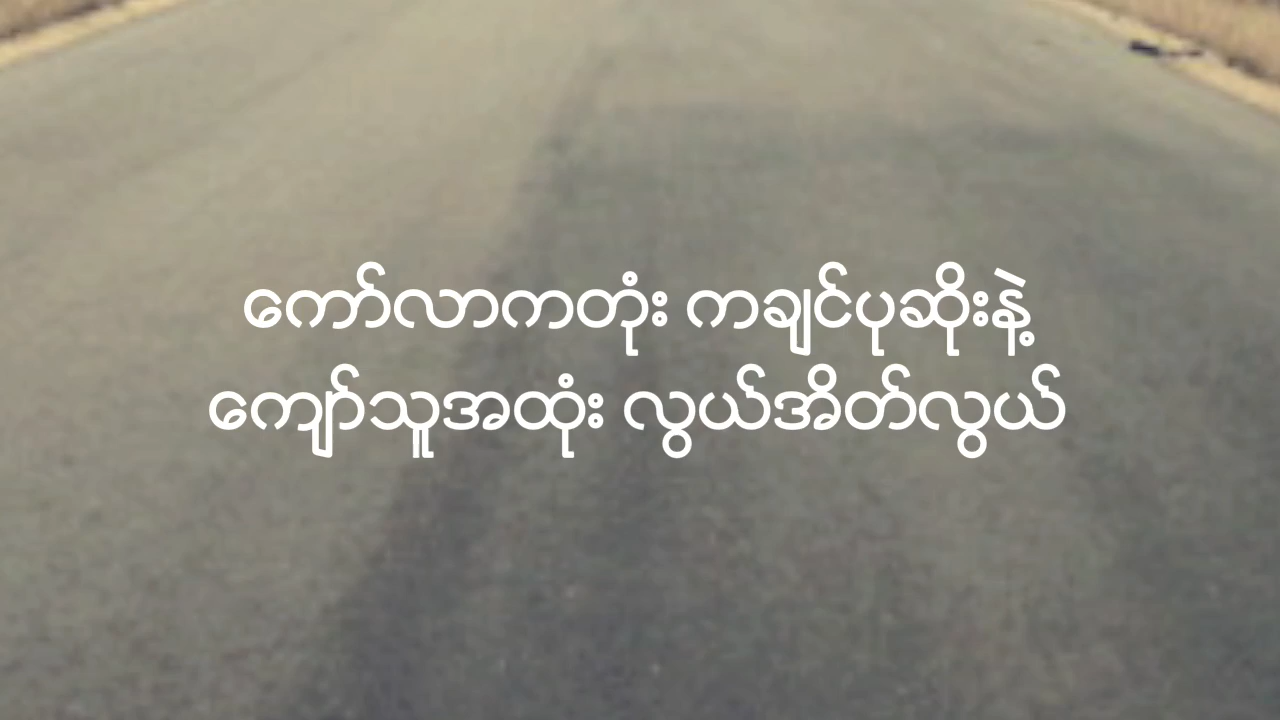 ကော်လာကတုံး ကချင်ပုဆိုးနဲ့
ကျော်သူအထုံး လွယ်အိတ်လွယ်